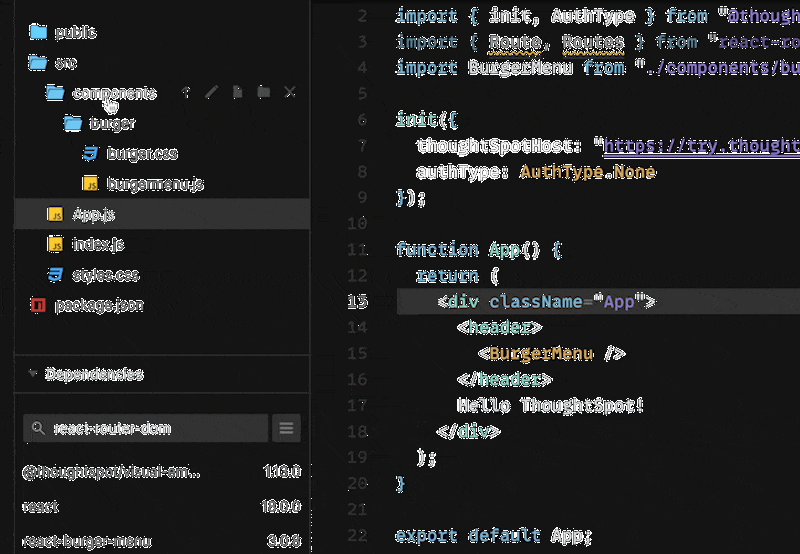 public
src
components
burger
burger.css
burgermenu.js
App.js
index.js
styles.css
package.json
Dependencies
react-router-dom
@thoughtspot/visual-em... 1.18.0
react 18.0.0
react-burger-menu 3.0.8
2 import { init, AuthType } from "@though
3 import { Route, Routes } from "react-ro
4 import BurgerMenu from "./components/bu
5
6 init({
7 thoughtSpotHost: "https://try.thought
8 authType: AuthType.None
9 });
10
11 function App() {
12 return (
13 <div className="App">
14 <header>
15 <BurgerMenu />
16 </header>
17 Hello ThoughtSpot!
18 </div>
19 );
20 }
21
22 export default App;